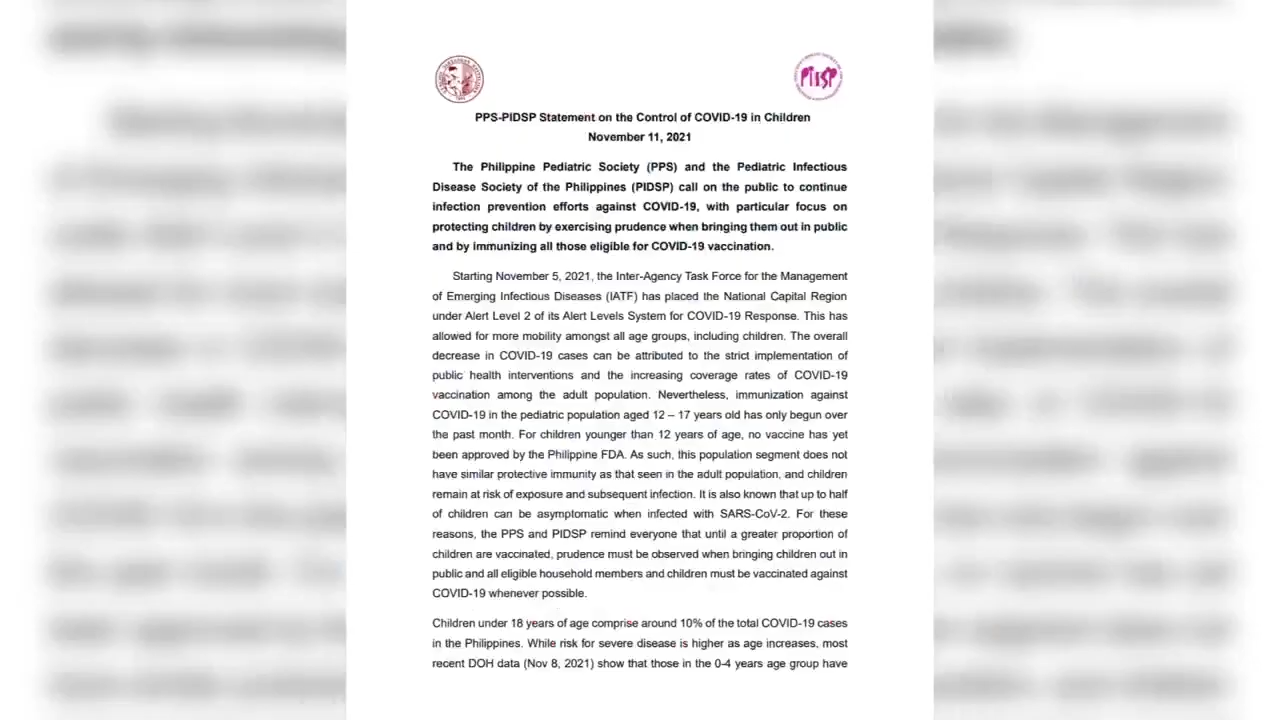 PIDSP
PPS-PIDSP Statement on the Control of COVID-19 in Children
November 11, 2021
The Philippine Pediatric Society (PPS) and the Pediatric Infectious
Disease Society of the Philippines (PIDSP) call on the public to continue
infection prevention efforts against COVID-19, with particular focus on
protecting children by exercising prudence when bringing them out in public
and by immunizing all those eligible for COVID-19 vaccination.
Starting November 5, 2021, the Inter-Agency Task Force for the Management
of Emerging Infectious Diseases (IATF) has placed the National Capital Region
under Alert Level 2 of its Alert Levels System for COVID-19 Response. This has
allowed for more mobility amongst all age groups, including children. The overall
decrease in COVID-19 cases can be attributed to the strict implementation of
public health interventions and the increasing coverage rates of COVID-19
vaccination among the adult population. Nevertheless, immunization against
COVID-19 in the pediatric population aged 12 – 17 years old has only begun over
the past month. For children younger than 12 years of age, no vaccine has yet
been approved by the Philippine FDA. As such, this population segment does not
have similar protective immunity as that seen in the adult population, and children
remain at risk of exposure and subsequent infection. It is also known that up to half
of children can be asymptomatic when infected with SARS-CoV-2. For these
reasons, the PPS and PIDSP remind everyone that until a greater proportion of
children are vaccinated, prudence must be observed when bringing children out in
public and all eligible household members and children must be vaccinated against
COVID-19 whenever possible.
Children under 18 years of age comprise around 10% of the total COVID-19 cases
in the Philippines. While risk for severe disease is higher as age increases, most
recent DOH data (Nov 8, 2021) show that those in the 0-4 years age group have